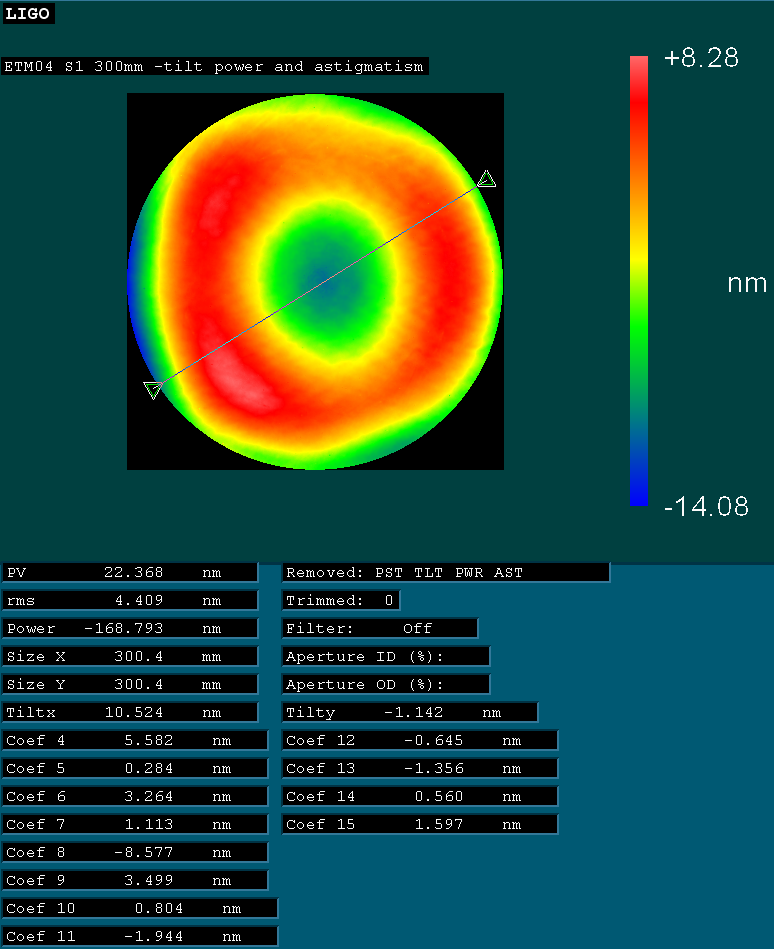 LIGO
ETM04 S1 300mm -tilt power and astigmatism
+8.28
nm
-14.08
PV 22.368 nm
Removed: PST TLT PWR AST
rms 4.409 nm
Trimmed: 0
Power -168.793 nm
Filter: Off
Size X 300.4 mm
Aperture ID (%):
Size Y 300.4 mm
Aperture OD (%):
Tiltx 10.524 nm
Tilty -1.142 nm
Coef 4 5.582 nm
Coef 12 -0.645 nm
Coef 5 0.284 nm
Coef 13 -1.356 nm
Coef 6 3.264 nm
Coef 14 0.560 nm
Coef 7 1.113 nm
Coef 15 1.597 nm
Coef 8 -8.577 nm
Coef 9 3.499 nm
Coef 10 0.804 nm
Coef 11 -1.944 nm